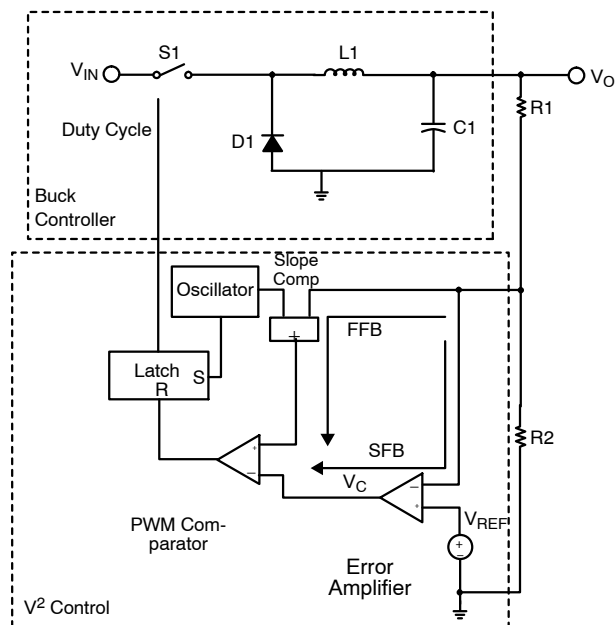 S1
L1
V_IN
V_O
R1
Duty Cycle
D1
C1
Buck
Controller
Slope
Comp
Oscillator
+
FFB
Latch
S
R
R2
SFB
+
−
V_C
−
+
V_REF
PWM Com-
parator
+
−
Error
Amplifier
V² Control